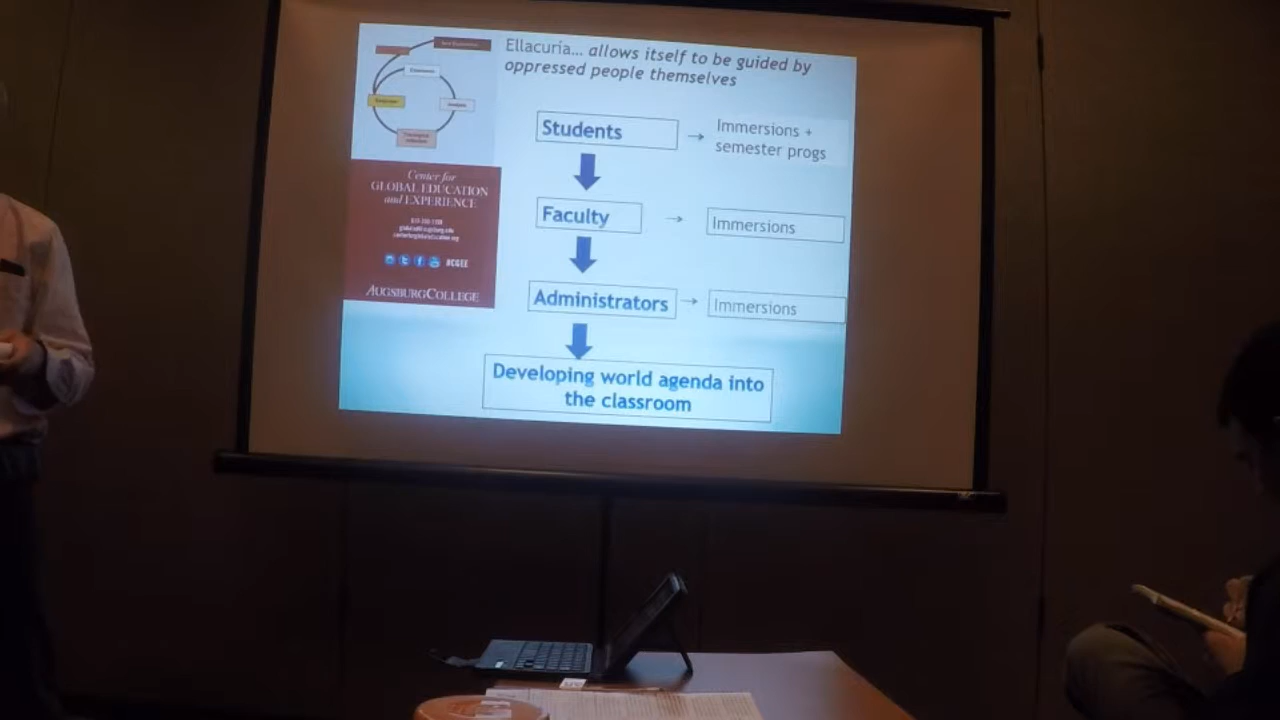 Ellacuría... allows itself to be guided by
oppressed people themselves
Students
Immersions +
semester progs
Faculty
Immersions
Administrators
Immersions
Developing world agenda into
the classroom
Center for
GLOBAL EDUCATION
and EXPERIENCE
#CGEE
AUGSBURG COLLEGE